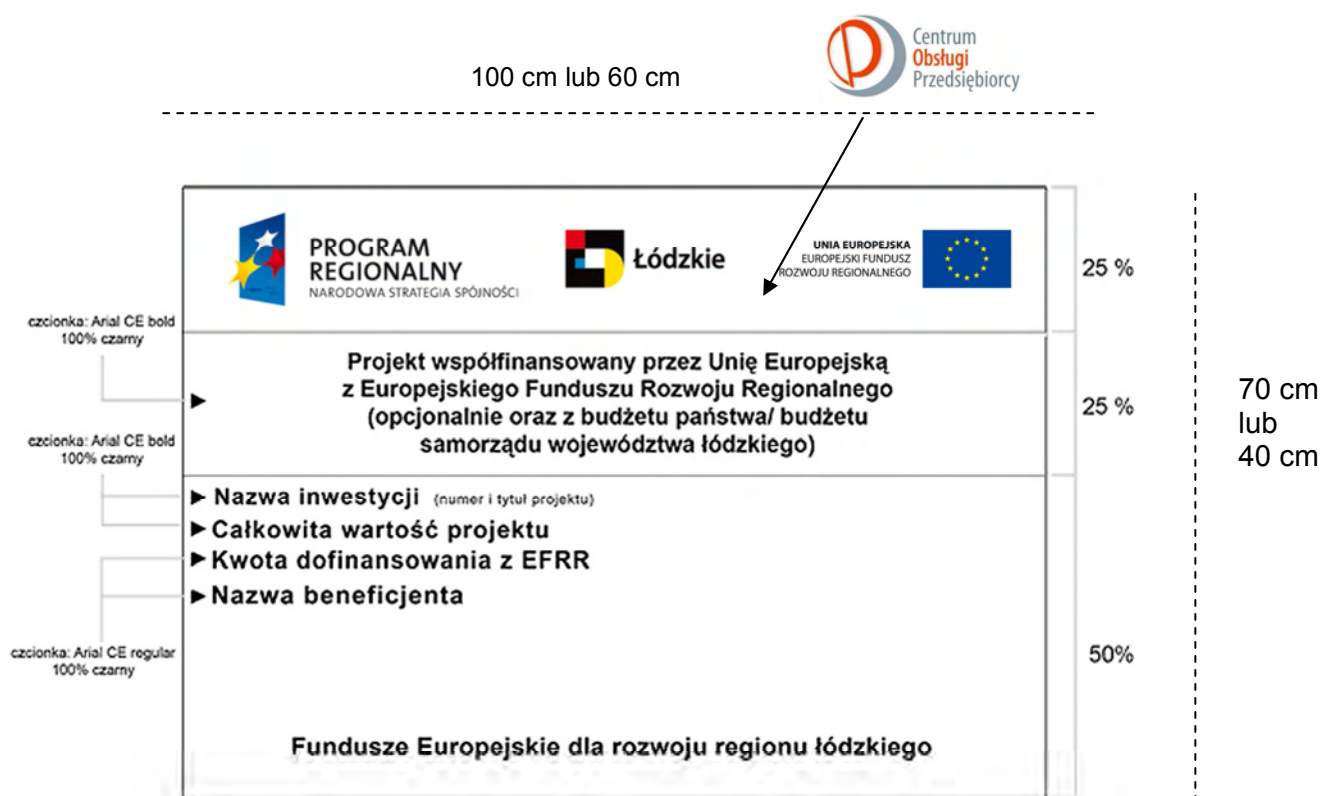 Centrum
Obsługi
Przedsiębiorcy
100 cm lub 60 cm
PROGRAM
REGIONALNY
NARODOWA STRATEGIA SPÓJNOŚCI
Łódzkie
UNIA EUROPEJSKA
EUROPEJSKI FUNDUSZ
ROZWOJU REGIONALNEGO
25 %
czcionka: Arial CE bold
100% czarny
Projekt współfinansowany przez Unię Europejską
z Europejskiego Funduszu Rozwoju Regionalnego
(opcjonalnie oraz z budżetu państwa/ budżetu
samorządu województwa łódzkiego)
25 %
70 cm
lub
40 cm
czcionka: Arial CE bold
100% czarny
Nazwa inwestycji (numer i tytuł projektu)
Całkowita wartość projektu
Kwota dofinansowania z EFRR
Nazwa beneficjenta
czcionka: Arial CE regular
100% czarny
50%
Fundusze Europejskie dla rozwoju regionu łódzkiego